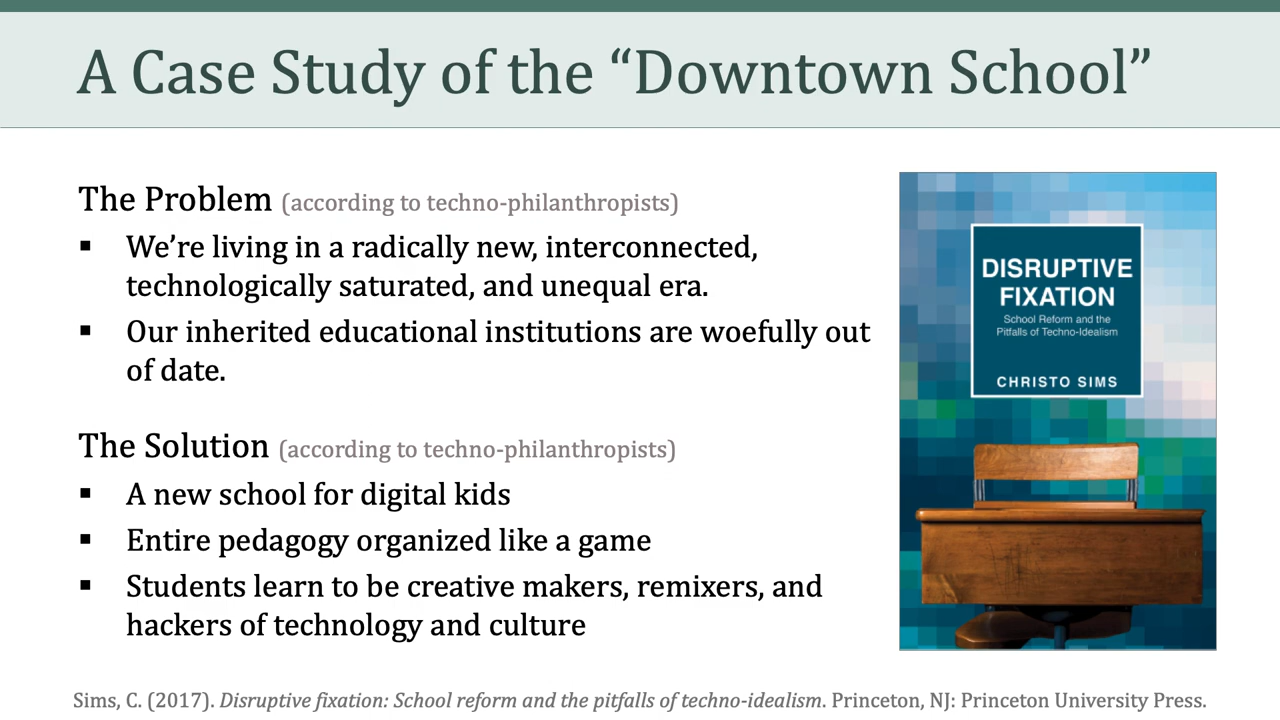 A Case Study of the “Downtown School”
The Problem (according to techno-philanthropists)
▪ We’re living in a radically new, interconnected,
technologically saturated, and unequal era.
▪ Our inherited educational institutions are woefully out
of date.
The Solution (according to techno-philanthropists)
▪ A new school for digital kids
▪ Entire pedagogy organized like a game
▪ Students learn to be creative makers, remixers, and
hackers of technology and culture
DISRUPTIVE
FIXATION
School Reform and the
Pitfalls of Techno-Idealism
CHRISTO SIMS
Sims, C. (2017). Disruptive fixation: School reform and the pitfalls of techno-idealism. Princeton, NJ: Princeton University Press.